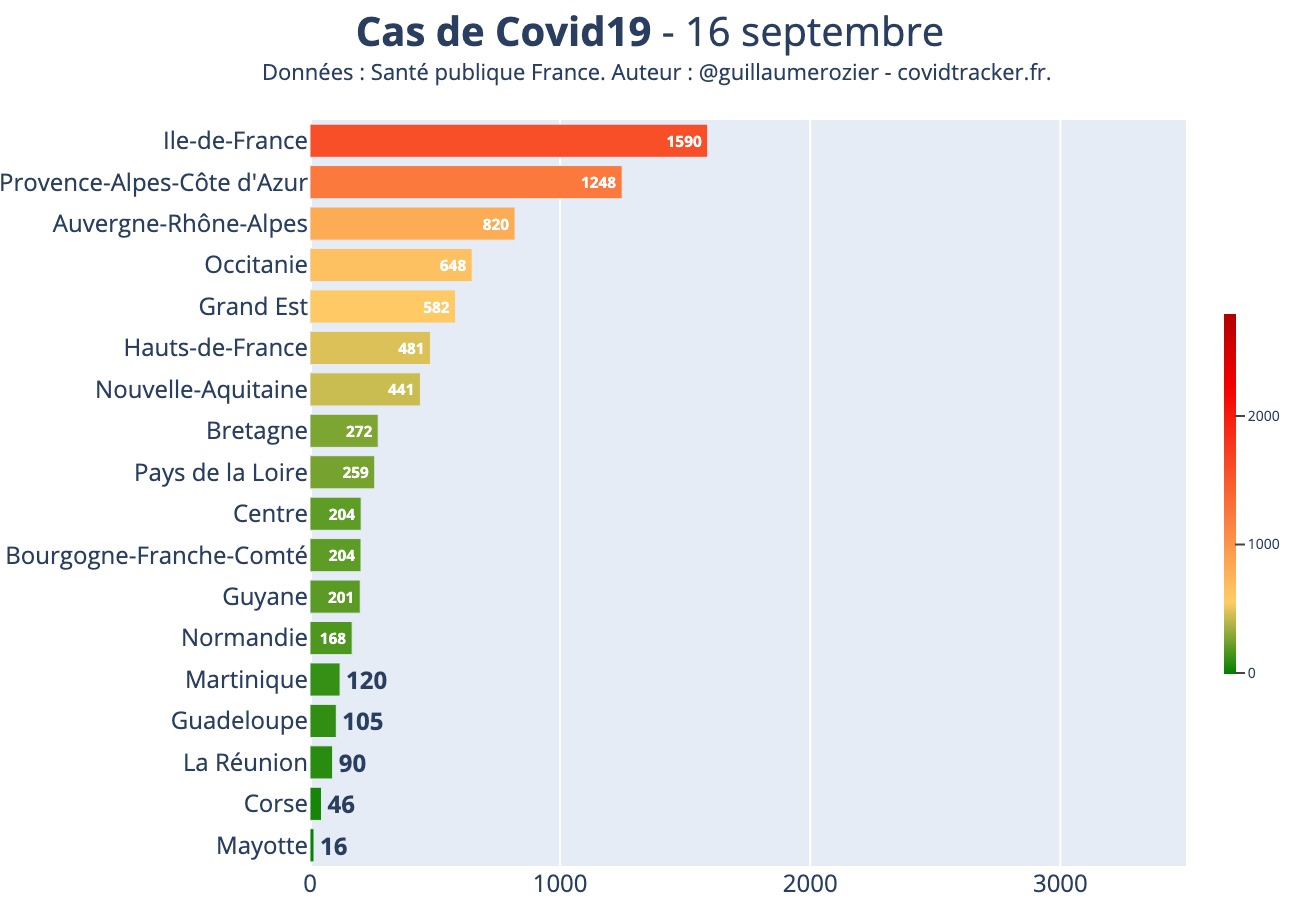 Cas de Covid19 - 16 septembre
Données : Santé publique France. Auteur : @guillaumerozier - covidtracker.fr.
Ile-de-France 1590
Provence-Alpes-Côte d'Azur 1248
Auvergne-Rhône-Alpes 820
Occitanie 648
Grand Est 582
Hauts-de-France 481
Nouvelle-Aquitaine 441
Bretagne 272
Pays de la Loire 259
Centre 204
Bourgogne-Franche-Comté 204
Guyane 201
Normandie 168
Martinique 120
Guadeloupe 105
La Réunion 90
Corse 46
Mayotte 16
0 1000 2000 3000
2000
1000
0